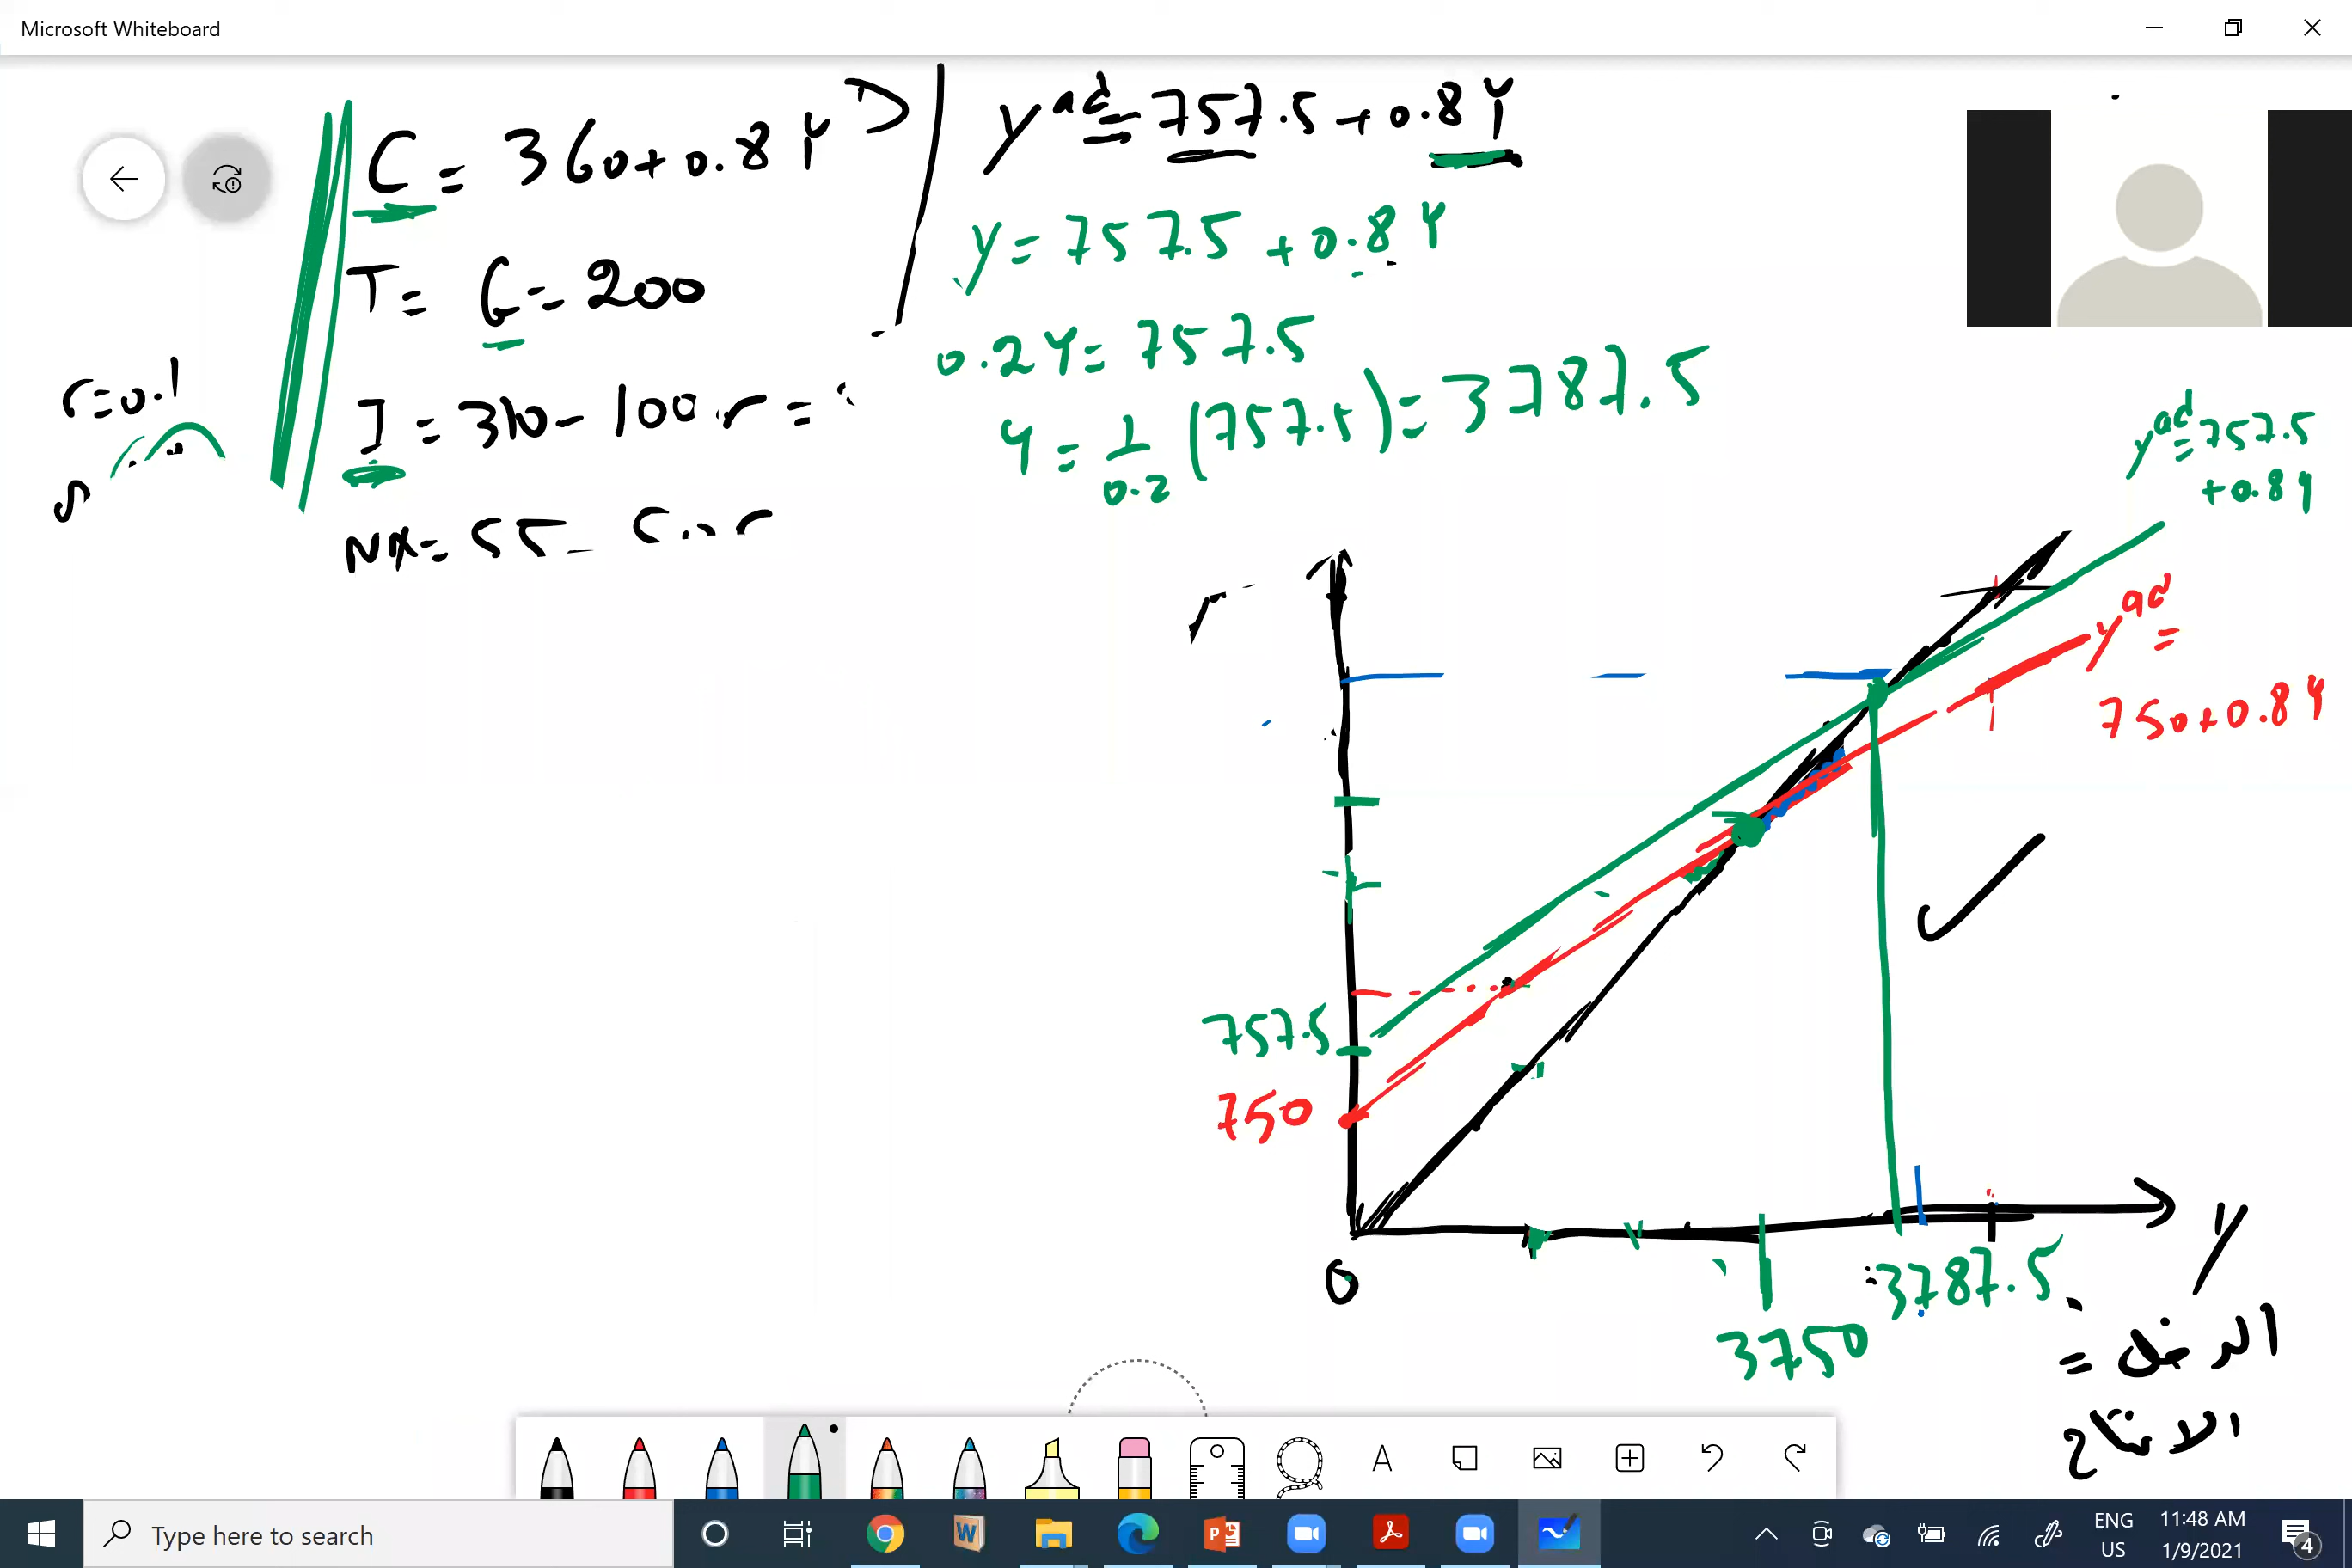 Microsoft Whiteboard
C = 360 + 0.8 Y^D
T = G = 200
r = 0.1
I = 310 - 100 r =
NX = 55 -
y^ad = 757.5 + 0.8 Y
y = 757.5 + 0.8 Y
0.2 Y = 757.5
Y = 1/0.2 (757.5) = 3787.5
y^ad = 757.5
+ 0.8 Y
y^ad =
750 + 0.8 Y
757.5
750
0
3750
3787.5
y
= الدخل
الانتاج
A
Type here to search
ENG
US
11:48 AM
1/9/2021
4